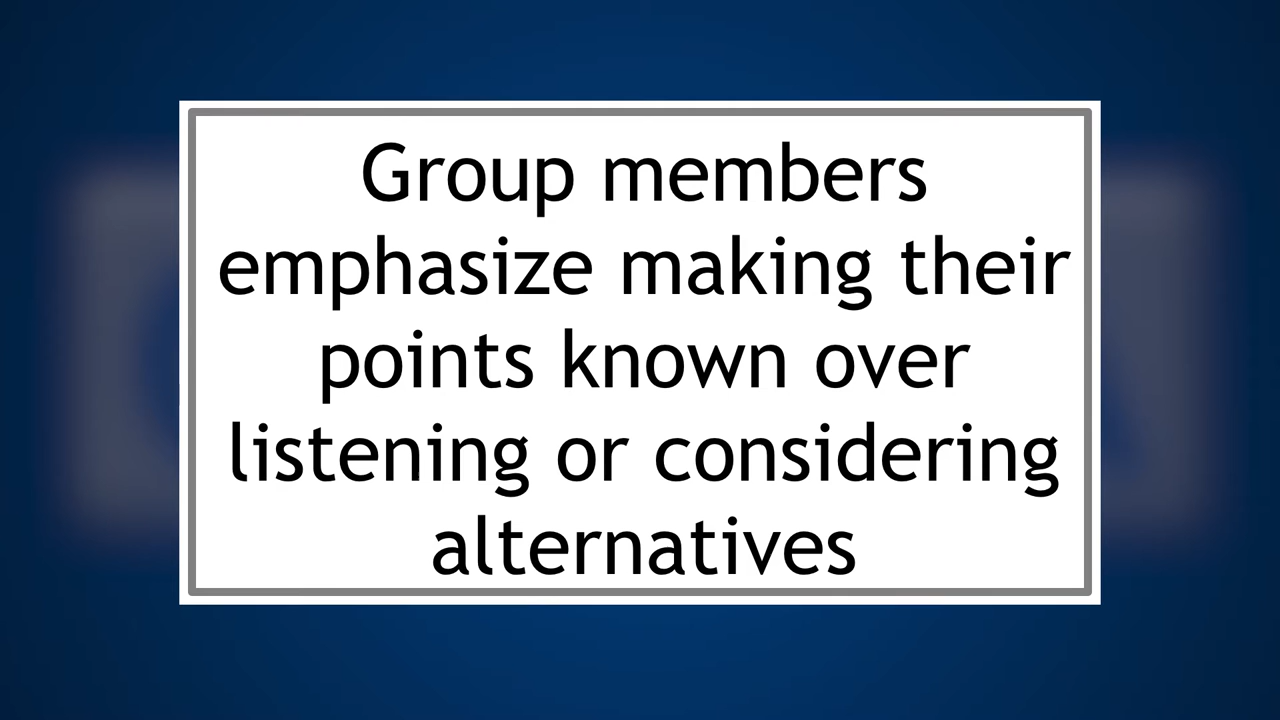 Group members
emphasize making their
points known over
listening or considering
alternatives